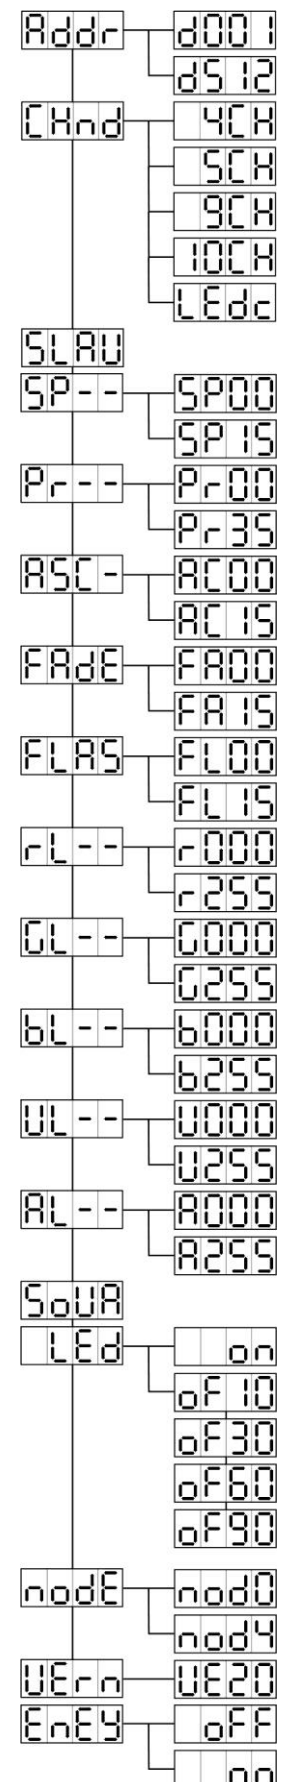 Addr d001
dS12
CHnd 4CH
5CH
9CH
10CH
LEdc
SLAU
SP-- SP00
SP15
Pr-- Pr00
Pr35
ASC- AC00
AC15
FAdE FA00
FA15
FLAS FL00
FL15
rL-- r000
r255
GL-- G000
G255
bL-- b000
b255
UL-- U000
U255
AL-- A000
A255
SoUA
LEd on
oF10
oF30
oF60
oF90
nodE nod0
nod4
UErn UE20
EnEY oFF
on